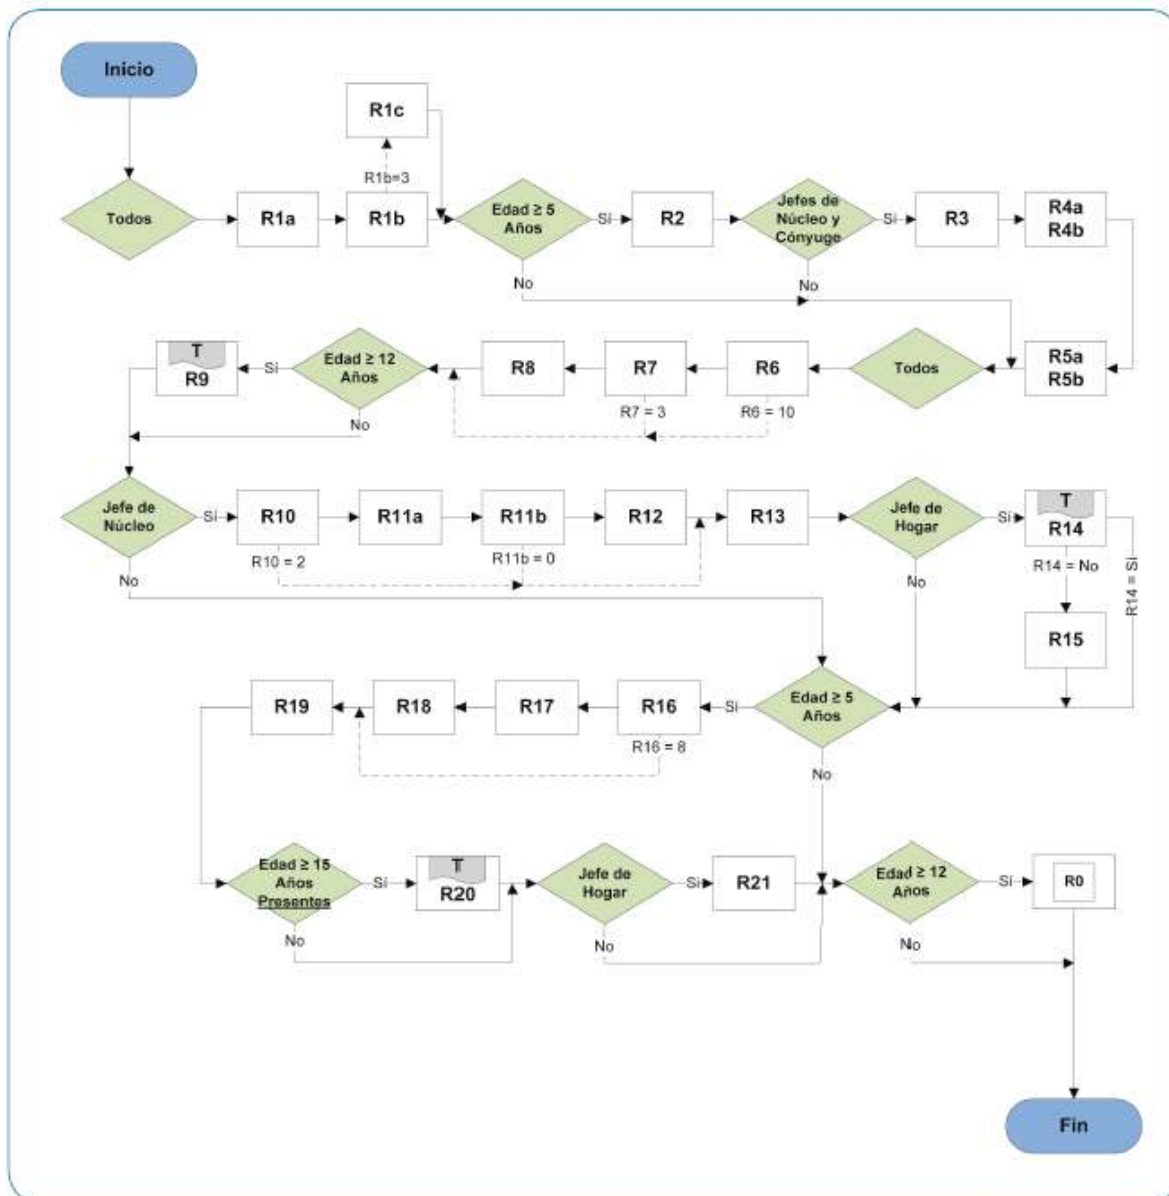 Inicio
R1c
R1b=3
Todos
R1a
R1b
Edad ≥ 5
Años
Sí
R2
Jefes de
Núcleo y
Cónyuge
Sí
R3
R4a
R4b
No
No
T
R9
Sí
Edad ≥ 12
Años
R8
R7
R6
Todos
R5a
R5b
No
R7 = 3
R6 = 10
Jefe de
Núcleo
Sí
R10
R11a
R11b
R12
R13
Jefe de
Hogar
Sí
T
R14
R10 = 2
R11b = 0
R14 = No
R14 = Sí
No
No
R15
R19
R18
R17
R16
Sí
Edad ≥ 5
Años
R16 = 8
No
Edad ≥ 15
Años
Presentes
Sí
T
R20
Jefe de
Hogar
Sí
R21
Edad ≥ 12
Años
Sí
R0
No
No
No
Fin